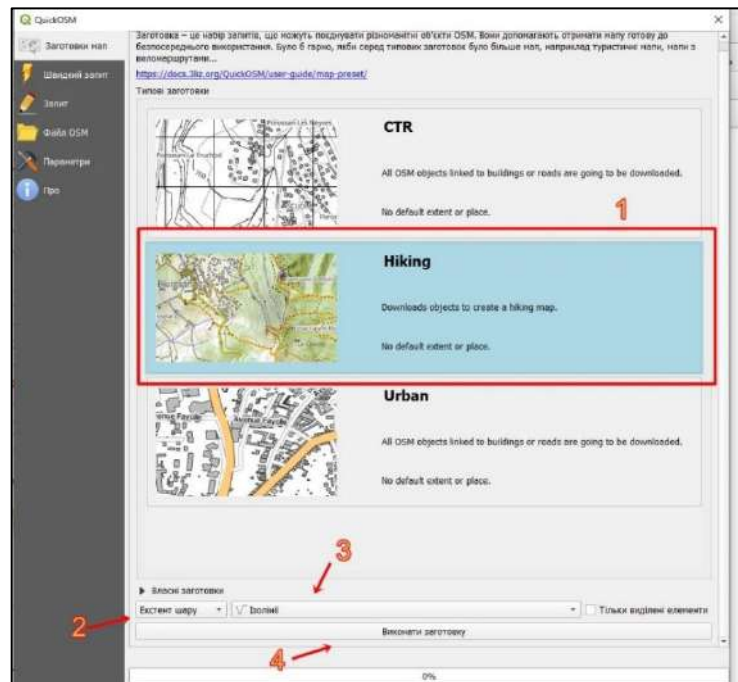 QuickOSM
Заготовки мап
Швидкий запит
Запит
Файл OSM
Параметри
Про
Заготовка – це набір запитів, що можуть поєднувати різноманітні об'єкти OSM. Вони допомагають отримати мапу готову до
безпосереднього використання. Було б гарно, якби серед типових заготовок було більше мап, наприклад туристичні мапи, мапи з
веломершрутами...
https://docs.3liz.org/QuickOSM/user-guide/map-preset/
Типові заготовки
CTR
All OSM objects linked to buildings or roads are going to be downloaded.
No default extent or place.
1
Hiking
Downloads objects to create a hiking map.
No default extent or place.
Urban
All OSM objects linked to buildings or roads are going to be downloaded.
No default extent or place.
Avenue Fayolle
3
Власні заготовки
Екстент шару
Ізолінії
Тільки виділені елементи
2
Виконати заготовку
4
0%